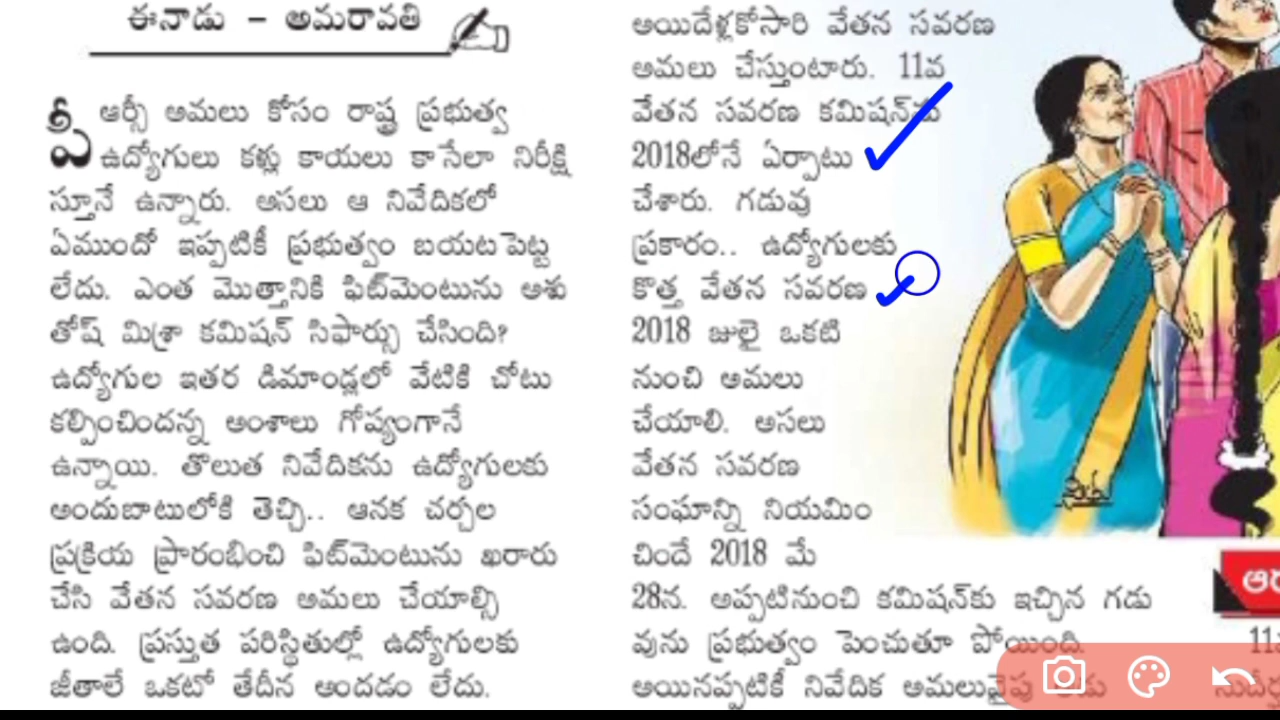 ఈనాడు - అమరావతి
పీఆర్సీ అమలు కోసం రాష్ట్ర ప్రభుత్వ
ఉద్యోగులు కళ్లు కాయలు కాసేలా నిరీక్షి
స్తూనే ఉన్నారు. అసలు ఆ నివేదికలో
ఏముందో ఇప్పటికీ ప్రభుత్వం బయటపెట్ట
లేదు. ఎంత మొత్తానికి ఫిట్‌మెంటును అశు
తోష్ మిశ్రా కమిషన్ సిఫార్సు చేసింది?
ఉద్యోగుల ఇతర డిమాండ్లలో వేటికి చోటు
కల్పించిందన్న అంశాలు గోప్యంగానే
ఉన్నాయి. తొలుత నివేదికను ఉద్యోగులకు
అందుబాటులోకి తెచ్చి.. ఆనక చర్చల
ప్రక్రియ ప్రారంభించి ఫిట్‌మెంటును ఖరారు
చేసి వేతన సవరణ అమలు చేయాల్సి
ఉంది. ప్రస్తుత పరిస్థితుల్లో ఉద్యోగులకు
జీతాలే ఒకటో తేదీన అందడం లేదు.
అయిదేళ్లకోసారి వేతన సవరణ
అమలు చేస్తుంటారు. 11వ
వేతన సవరణ కమిషన్‌ను
2018లోనే ఏర్పాటు
చేశారు. గడువు
ప్రకారం.. ఉద్యోగులకు
కొత్త వేతన సవరణ
2018 జులై ఒకటి
నుంచి అమలు
చేయాలి. అసలు
వేతన సవరణ
సంఘాన్ని నియమిం
చిందే 2018 మే
28న. అప్పటినుంచి కమిషన్‌కు ఇచ్చిన గడు
వును ప్రభుత్వం పెంచుతూ పోయింది.
అయినప్పటికీ నివేదిక అమలువైపు